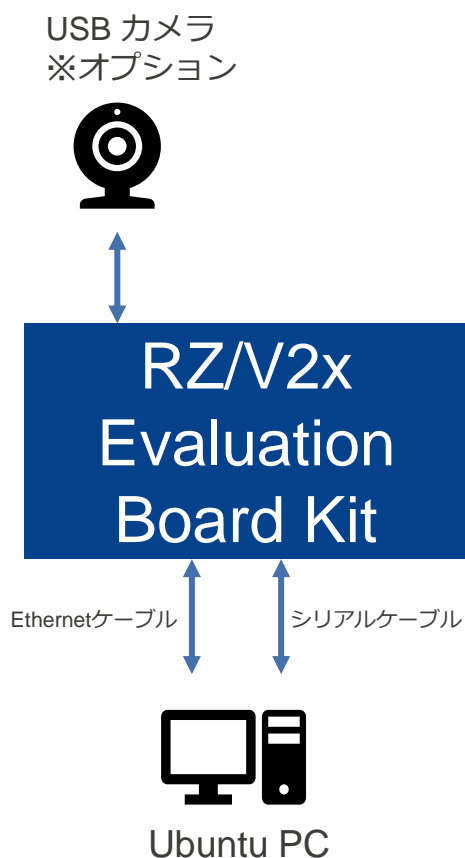 USB カメラ
※オプション
RZ/V2x
Evaluation
Board Kit
Ethernetケーブル
シリアルケーブル
Ubuntu PC